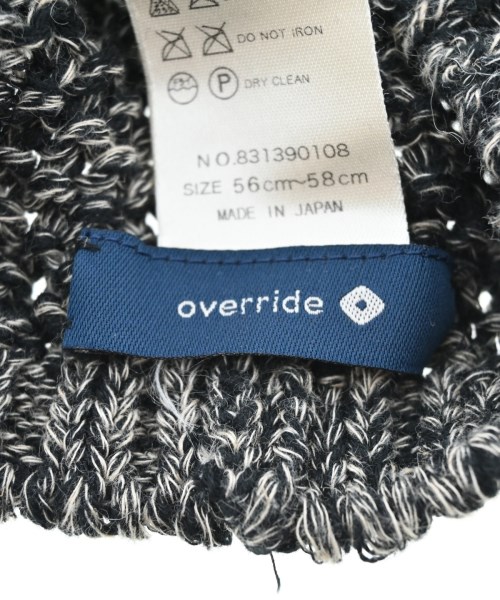 DO NOT IRON
P DRY CLEAN
NO.831390108
SIZE 56cm~58cm
MADE IN JAPAN
override